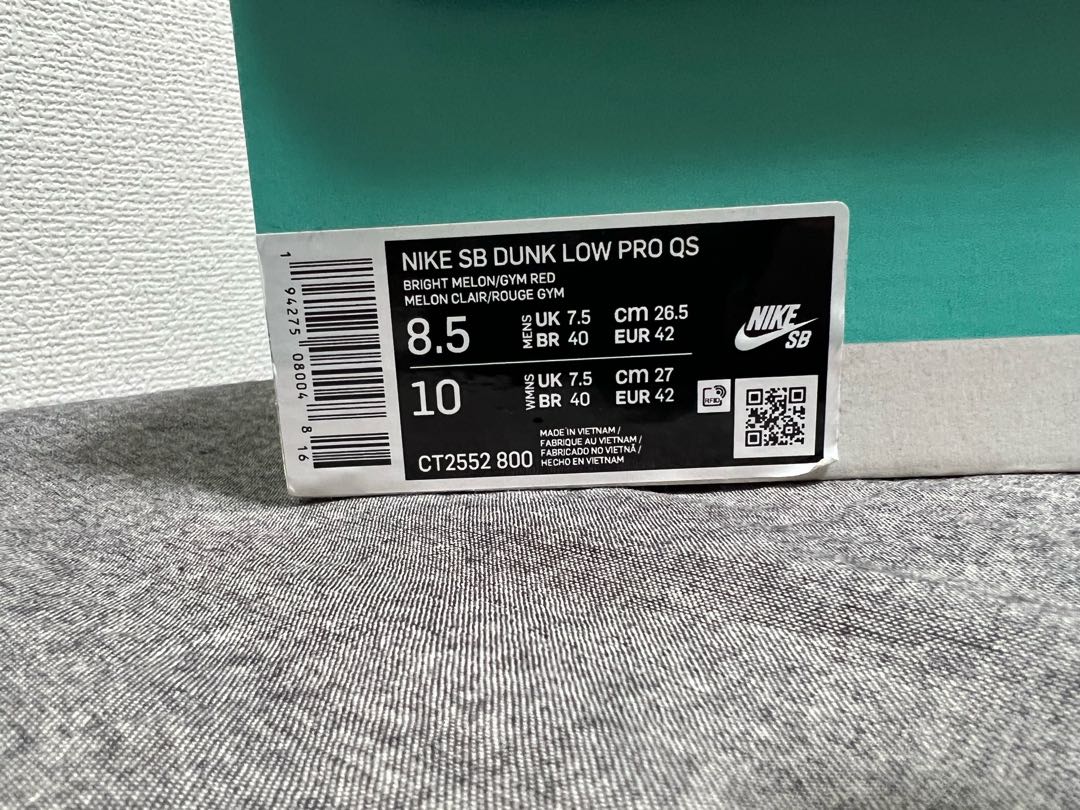 NIKE SB DUNK LOW PRO QS
BRIGHT MELON/GYM RED
MELON CLAIR/ROUGE GYM
8.5 MENS UK 7.5 cm 26.5
BR 40 EUR 42
10 WMNS UK 7.5 cm 27
BR 40 EUR 42
CT2552 800
MADE IN VIETNAM /
FABRIQUE AU VIETNAM /
FABRICADO NO VIETNÃ /
HECHO EN VIETNAM
NIKE
SB
RFID
1 94275 08004 8 16